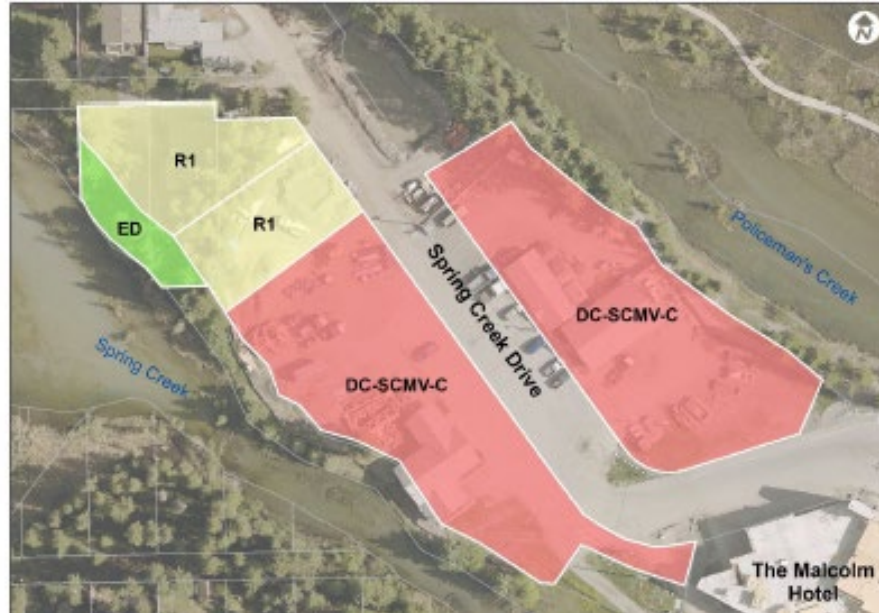 N
R1
R1
ED
Spring Creek
DC-SCMV-C
Spring Creek Drive
DC-SCMV-C
Policeman's Creek
The Malcolm
Hotel